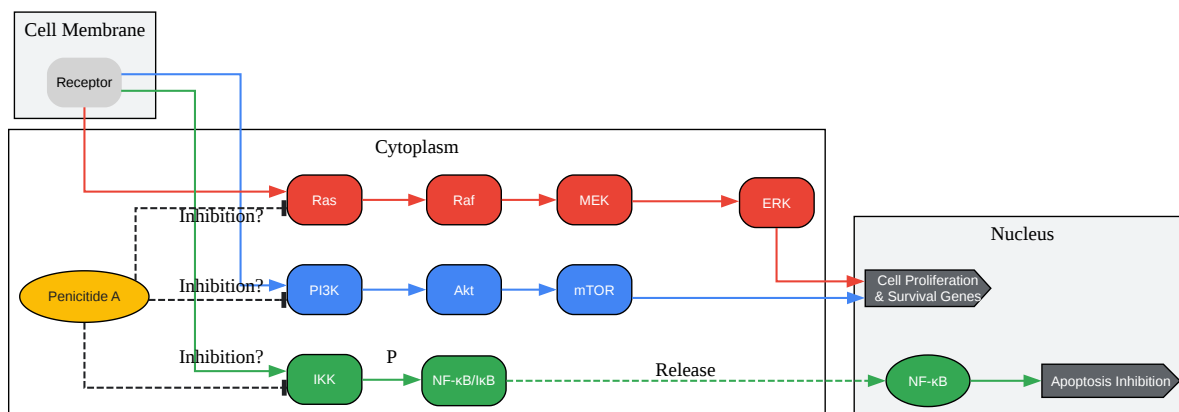 Cell Membrane
Receptor
Cytoplasm
Ras
Raf
MEK
ERK
Inhibition?
Nucleus
Penicitide A
Inhibition?
PI3K
Akt
mTOR
Cell Proliferation
& Survival Genes
Inhibition?
IKK
P
NF-κB/IκB
Release
NF-κB
Apoptosis Inhibition